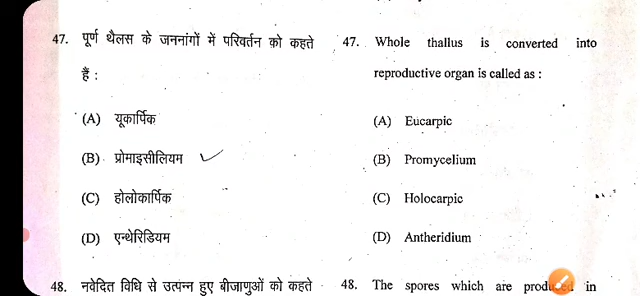 47. पूर्ण थैलस के जननांगों में परिवर्तन को कहते
हैं :
(A) यूकार्पिक
(B) प्रोमाइसीलियम
(C) होलोकार्पिक
(D) एन्थेरिडियम
48. नवेदित विधि से उत्पन्न हुए बीजाणुओं को कहते
47. Whole thallus is converted into
reproductive organ is called as :
(A) Eucarpic
(B) Promycelium
(C) Holocarpic
(D) Antheridium
48. The spores which are produced in